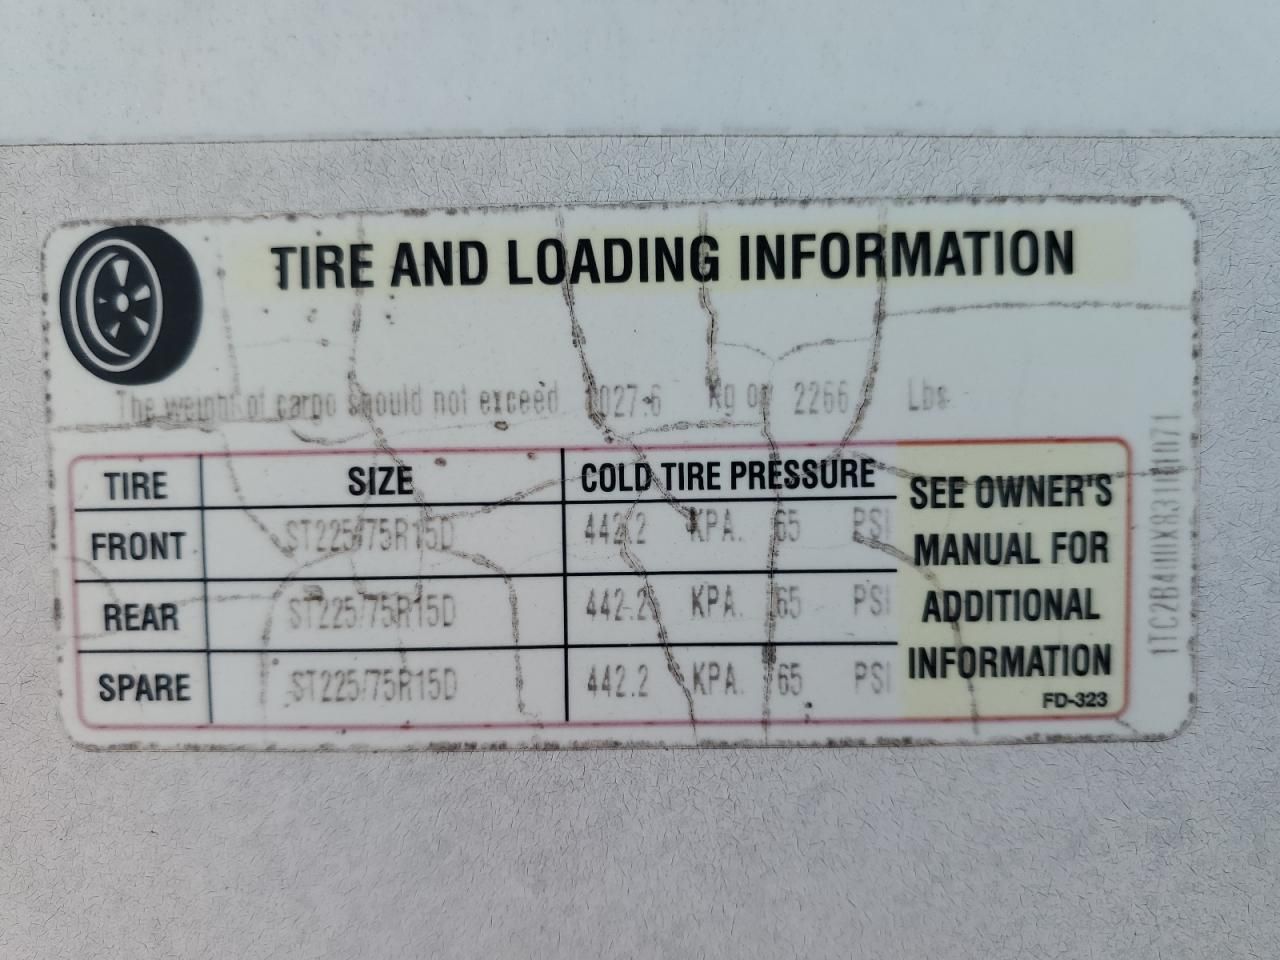 TIRE AND LOADING INFORMATION
The weight of cargo should not exceed 1027.6 Kg or 2266 Lbs
TIRE SIZE COLD TIRE PRESSURE
FRONT ST225/75R15D 442.2 KPA. 65 PSI
REAR ST225/75R15D 442.2 KPA. 65 PSI
SPARE ST225/75R15D 442.2 KPA. 65 PSI
SEE OWNER'S
MANUAL FOR
ADDITIONAL
INFORMATION
FD-323